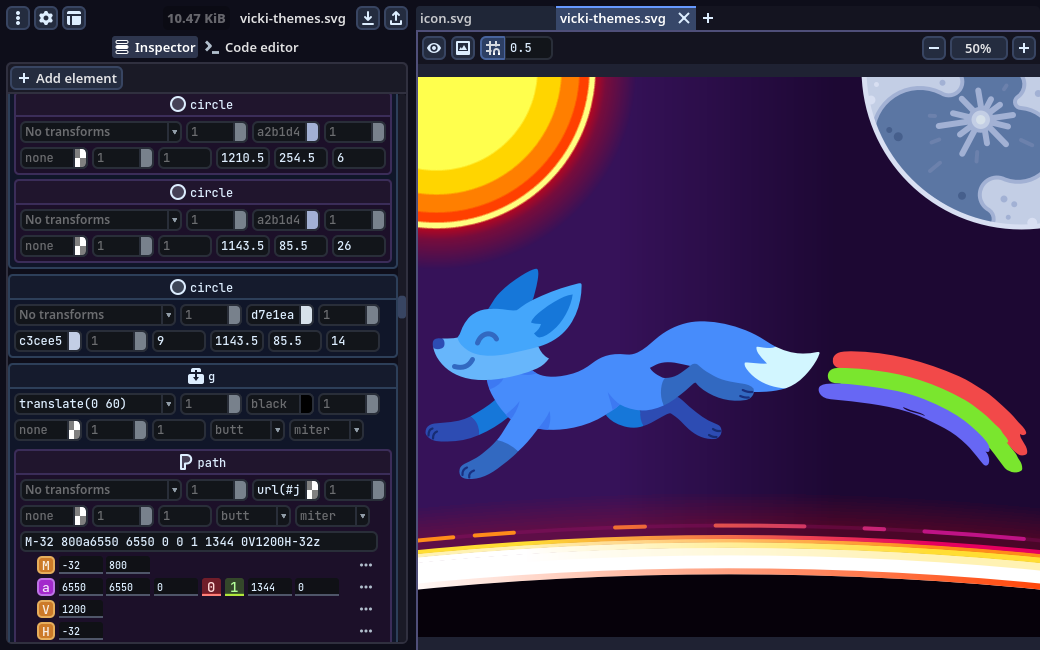 10.47 KiB vicki-themes.svg
icon.svg vicki-themes.svg
Inspector Code editor
0.5 50%
Add element
circle
No transforms 1 a2b1d4 1
none 1 1 1210.5 254.5 6
circle
No transforms 1 a2b1d4 1
none 1 1 1143.5 85.5 26
circle
No transforms 1 d7e1ea 1
c3cee5 1 9 1143.5 85.5 14
g
translate(0 60) 1 black 1
none 1 1 butt miter
path
No transforms 1 url(#j 1
none 1 1 butt miter
M-32 800a6550 6550 0 0 1 1344 0V1200H-32z
M -32 800
a 6550 6550 0 0 1 1344 0
V 1200
H -32